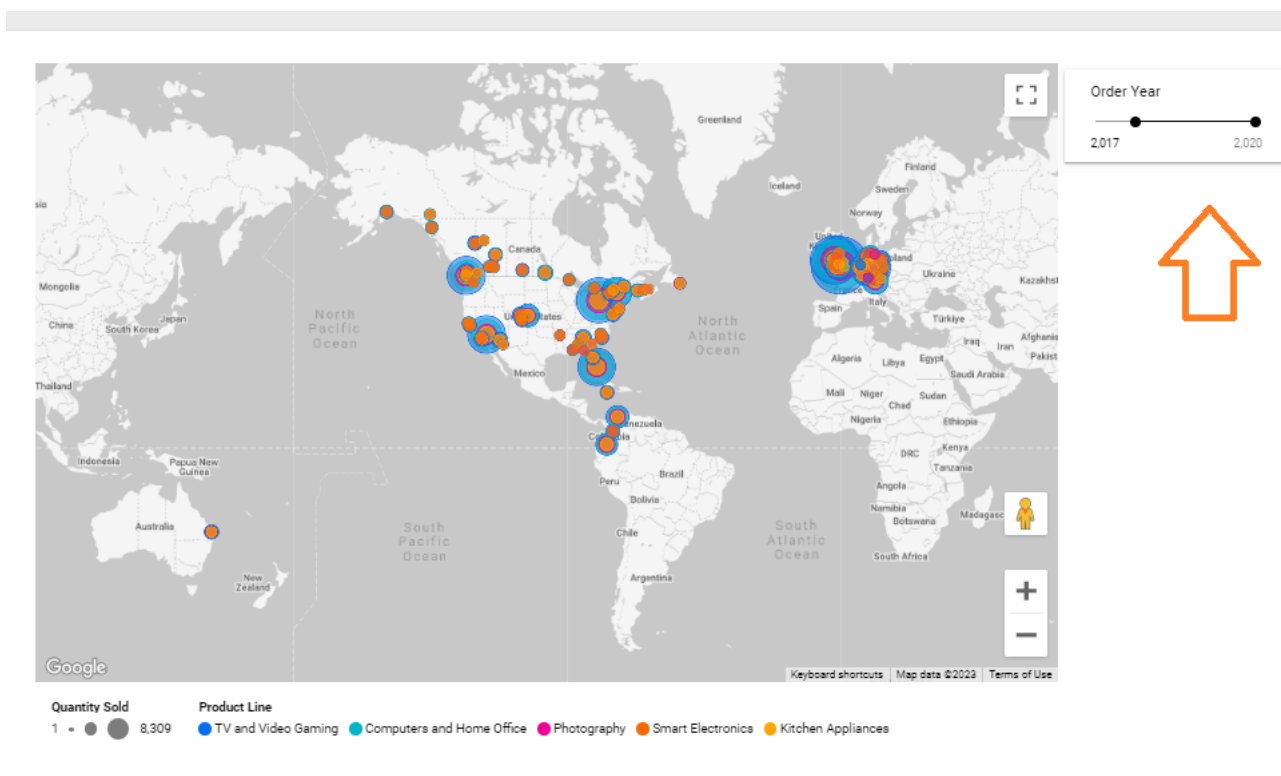 Order Year
2,017 2,020
Greenland
Finland
Iceland
Sweden
Norway
Canada
Ukraine
Kazakhst
Mongolia
France
Italy
Spain
Türkiye
China
South Korea
Japan
North
Pacific
Ocean
North
Atlantic
Ocean
Iraq
Iran
Afghanis
Pakist
Algeria
Libya
Egypt
Saudi Arabia
Mexico
Thailand
Mali
Niger
Chad
Sudan
Nigeria
Ethiopia
Indonesia
Papua New
Guinea
DRC
Kenya
Tanzania
Peru
Brazil
Bolivia
Angola
Namibia
Botswana
Madagasc
Australia
South
Pacific
Ocean
Chile
South
Atlantic
Ocean
South Africa
New
Zealand
Argentina
Google
Keyboard shortcuts Map data ©2023 Terms of Use
Quantity Sold Product Line
1 8,309 TV and Video Gaming Computers and Home Office Photography Smart Electronics Kitchen Appliances